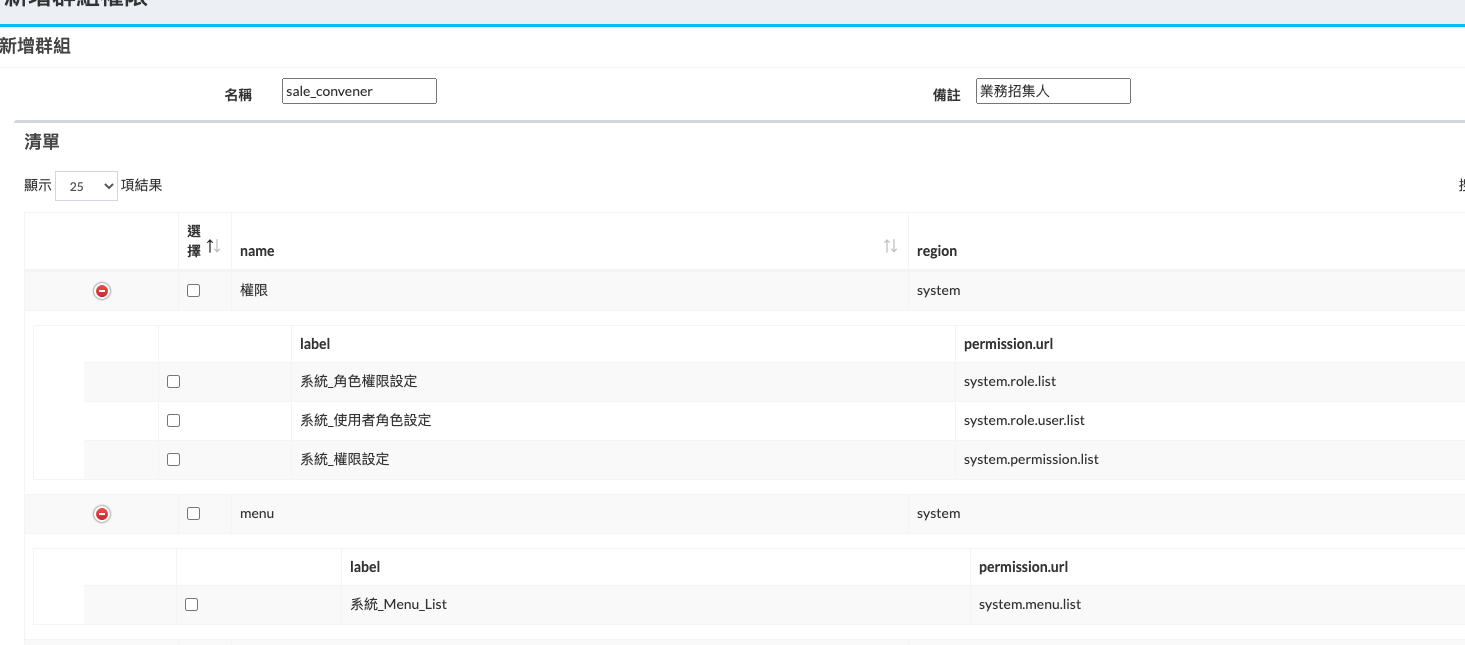 新增群組權限
新增群組
名稱 sale_convener 備註 業務招集人
清單
顯示 25 項結果
選擇 name region
權限 system
label permission.url
系統_角色權限設定 system.role.list
系統_使用者角色設定 system.role.user.list
系統_權限設定 system.permission.list
menu system
label permission.url
系統_Menu_List system.menu.list